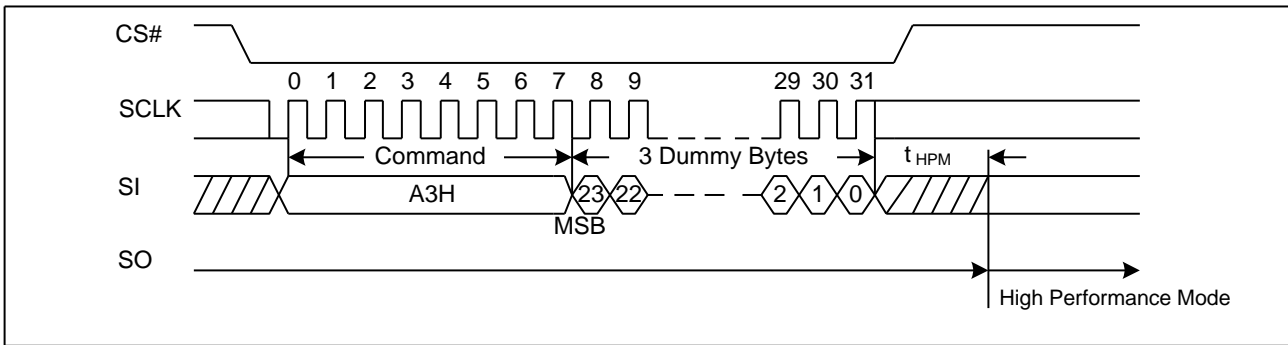 CS#
0 1 2 3 4 5 6 7 8 9 29 30 31
SCLK
Command 3 Dummy Bytes t HPM
SI A3H 23 22 2 1 0
MSB
SO
High Performance Mode